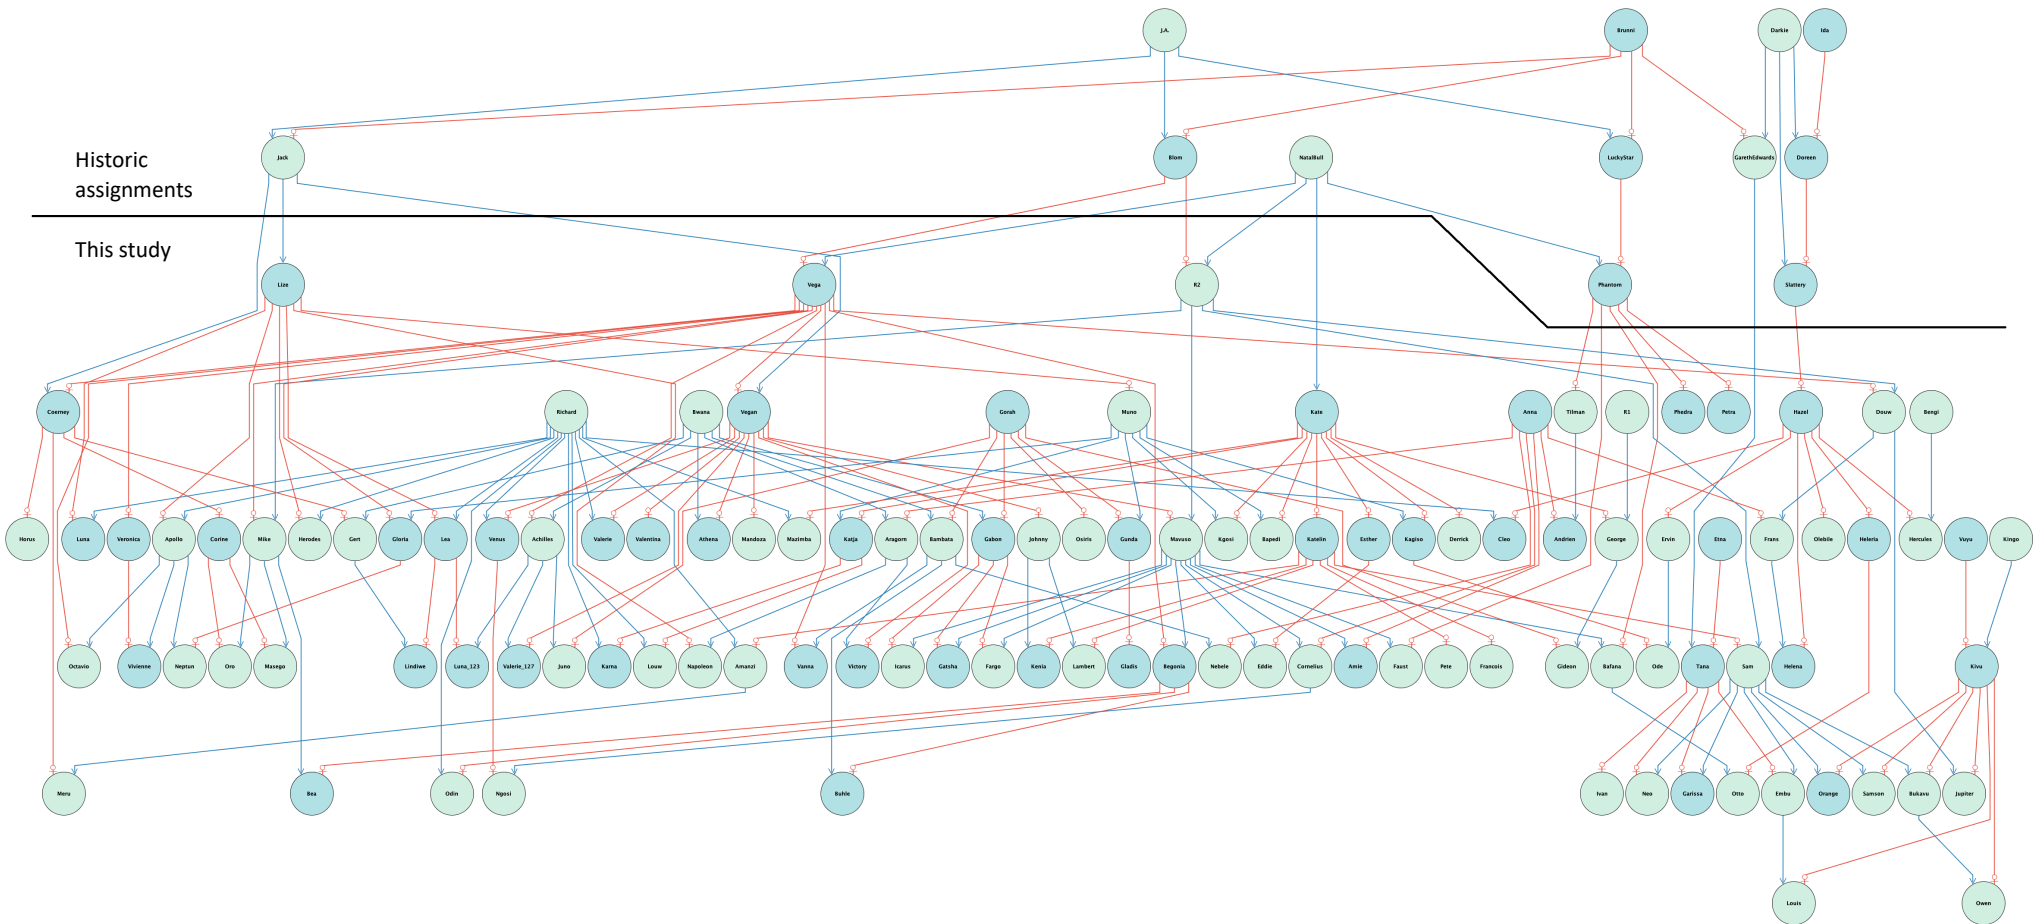 J.A.
Brunni
Darkie
Ida
Historic
assignments
Jack
Blom
NatalBull
LuckyStar
GarethEdwards
Doreen
This study
Lize
Vega
R2
Phantom
Slattery
Coerney
Richard
Bwana
Vegan
Gorah
Muno
Kate
Anna
Tilman
R1
Phedra
Petra
Hazel
Douw
Bengi
Horus
Luna
Veronica
Apollo
Corine
Mike
Herodes
Gert
Gloria
Lea
Venus
Achilles
Valerie
Valentina
Athena
Mandoza
Mazimba
Katja
Aragorn
Bambata
Gabon
Johnny
Osiris
Gunda
Mavuso
Kgosi
Bapedi
Katelin
Esther
Kagiso
Derrick
Cleo
Andrien
George
Ervin
Etna
Frans
Olebile
Heleria
Hercules
Vuyu
Kingo
Octavio
Vivienne
Neptun
Oro
Masego
Lindiwe
Luna_123
Valerie_127
Juno
Karna
Louw
Napoleon
Amanzi
Vanna
Victory
Icarus
Gatsha
Fargo
Kenia
Lambert
Gladis
Begonia
Nebele
Eddie
Cornelius
Amie
Faust
Pete
Francois
Gideon
Bafana
Ode
Tana
Sam
Helena
Kivu
Meru
Bea
Odin
Ngosi
Buhle
Ivan
Neo
Garissa
Otto
Embu
Orange
Samson
Bukavu
Jupiter
Louis
Owen